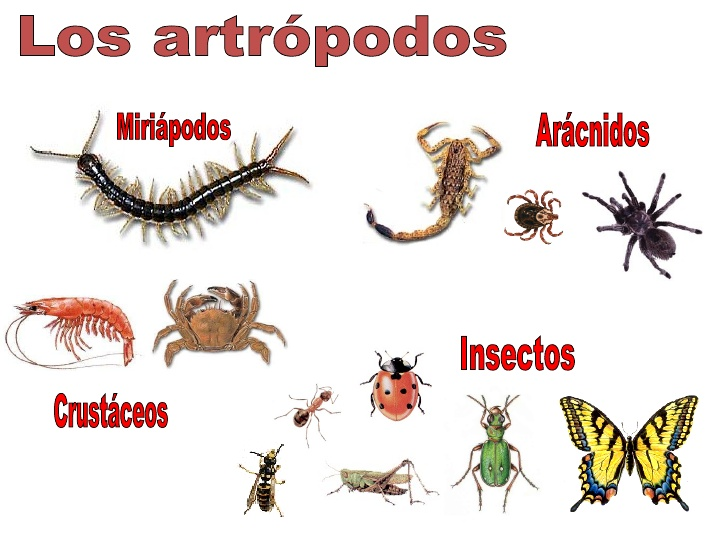 Los artrópodos
Miriápodos
Arácnidos
Insectos
Crustáceos